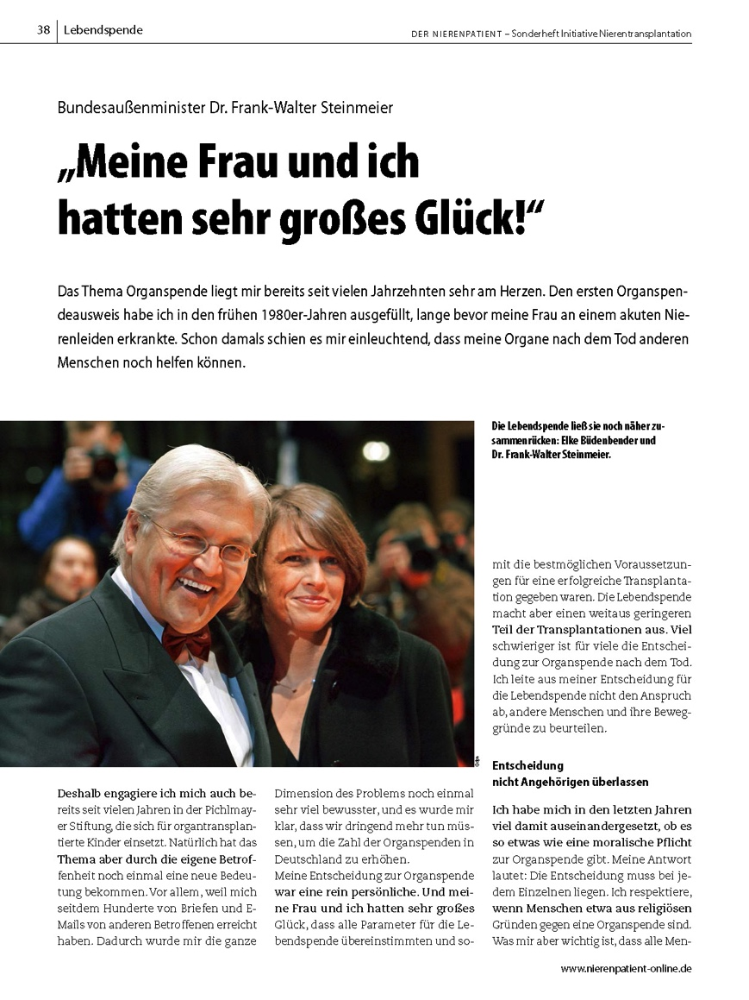 38 Lebendspende
DER NIERENPATIENT – Sonderheft Initiative Nierentransplantation
Bundesaußenminister Dr. Frank-Walter Steinmeier
„Meine Frau und ich
hatten sehr großes Glück!“
Das Thema Organspende liegt mir bereits seit vielen Jahrzehnten sehr am Herzen. Den ersten Organspen-
deausweis habe ich in den frühen 1980er-Jahren ausgefüllt, lange bevor meine Frau an einem akuten Nie-
renleiden erkrankte. Schon damals schien es mir einleuchtend, dass meine Organe nach dem Tod anderen
Menschen noch helfen können.
Die Lebendspende ließ sie noch näher zu-
sammenrücken: Elke Büdenbender und
Dr. Frank-Walter Steinmeier.
©dpa
Deshalb engagiere ich mich auch be-
reits seit vielen Jahren in der Pichlmay-
er Stiftung, die sich für organtransplan-
tierte Kinder einsetzt. Natürlich hat das
Thema aber durch die eigene Betrof-
fenheit noch einmal eine neue Bedeu-
tung bekommen. Vor allem, weil mich
seitdem Hunderte von Briefen und E-
Mails von anderen Betroffenen erreicht
haben. Dadurch wurde mir die ganze
Dimension des Problems noch einmal
sehr viel bewusster, und es wurde mir
klar, dass wir dringend mehr tun müs-
sen, um die Zahl der Organspenden in
Deutschland zu erhöhen.
Meine Entscheidung zur Organspende
war eine rein persönliche. Und mei-
ne Frau und ich hatten sehr großes
Glück, dass alle Parameter für die Le-
bendspende übereinstimmten und so-
mit die bestmöglichen Voraussetzun-
gen für eine erfolgreiche Transplanta-
tion gegeben waren. Die Lebendspende
macht aber einen weitaus geringeren
Teil der Transplantationen aus. Viel
schwieriger ist für viele die Entschei-
dung zur Organspende nach dem Tod.
Ich leite aus meiner Entscheidung für
die Lebendspende nicht den Anspruch
ab, andere Menschen und ihre Beweg-
gründe zu beurteilen.
Entscheidung
nicht Angehörigen überlassen
Ich habe mich in den letzten Jahren
viel damit auseinandergesetzt, ob es
so etwas wie eine moralische Pflicht
zur Organspende gibt. Meine Antwort
lautet: Die Entscheidung muss bei je-
dem Einzelnen liegen. Ich respektiere,
wenn Menschen etwa aus religiösen
Gründen gegen eine Organspende sind.
Was mir aber wichtig ist, dass alle Men-
www.nierenpatient-online.de